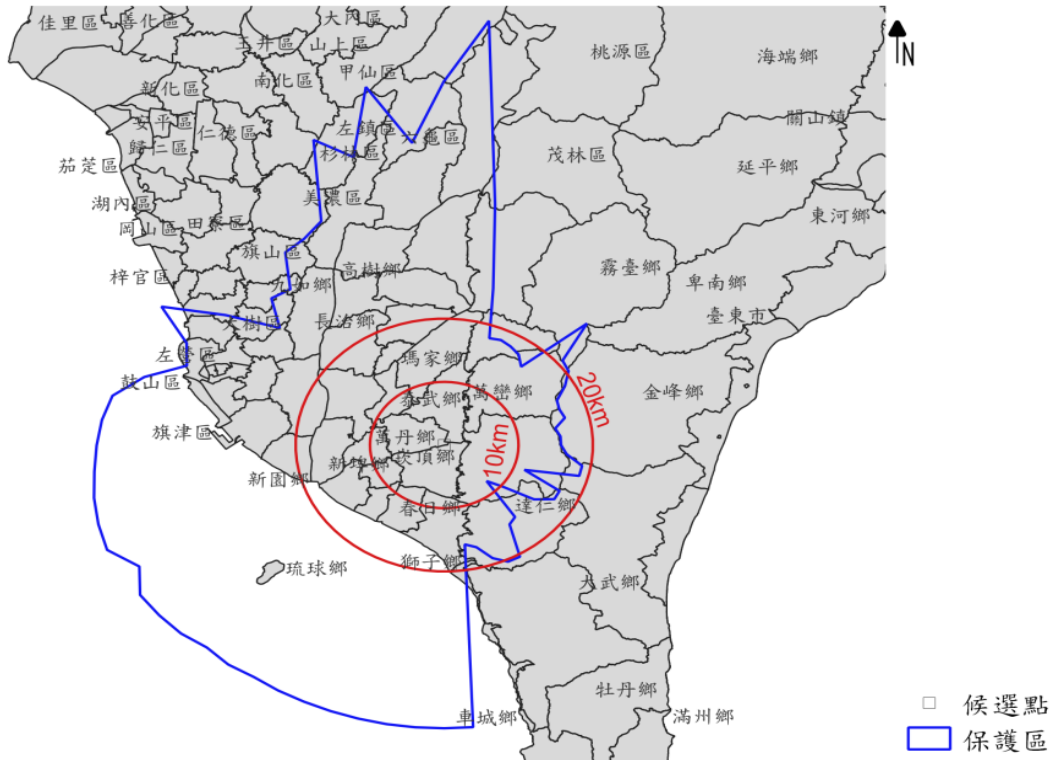 佳里區
善化區
大內區
玉井區
山上區
桃源區
海端鄉
N
甲仙區
新化區
南化區
安平區
仁德區
左鎮區
六龜區
關山鎮
歸仁區
杉林區
茂林區
延平鄉
茄萣區
湖內區
美濃區
東河鄉
岡山區
田寮區
旗山區
高樹鄉
霧臺鄉
卑南鄉
梓官區
九如鄉
臺東市
大樹區
長治鄉
左營區
瑪家鄉
鼓山區
泰武鄉
萬巒鄉
20km
金峰鄉
旗津區
萬丹鄉
10km
新埤鄉
崁頂鄉
新園鄉
春日鄉
達仁鄉
琉球鄉
獅子鄉
大武鄉
牡丹鄉
車城鄉
滿州鄉
候選點
保護區